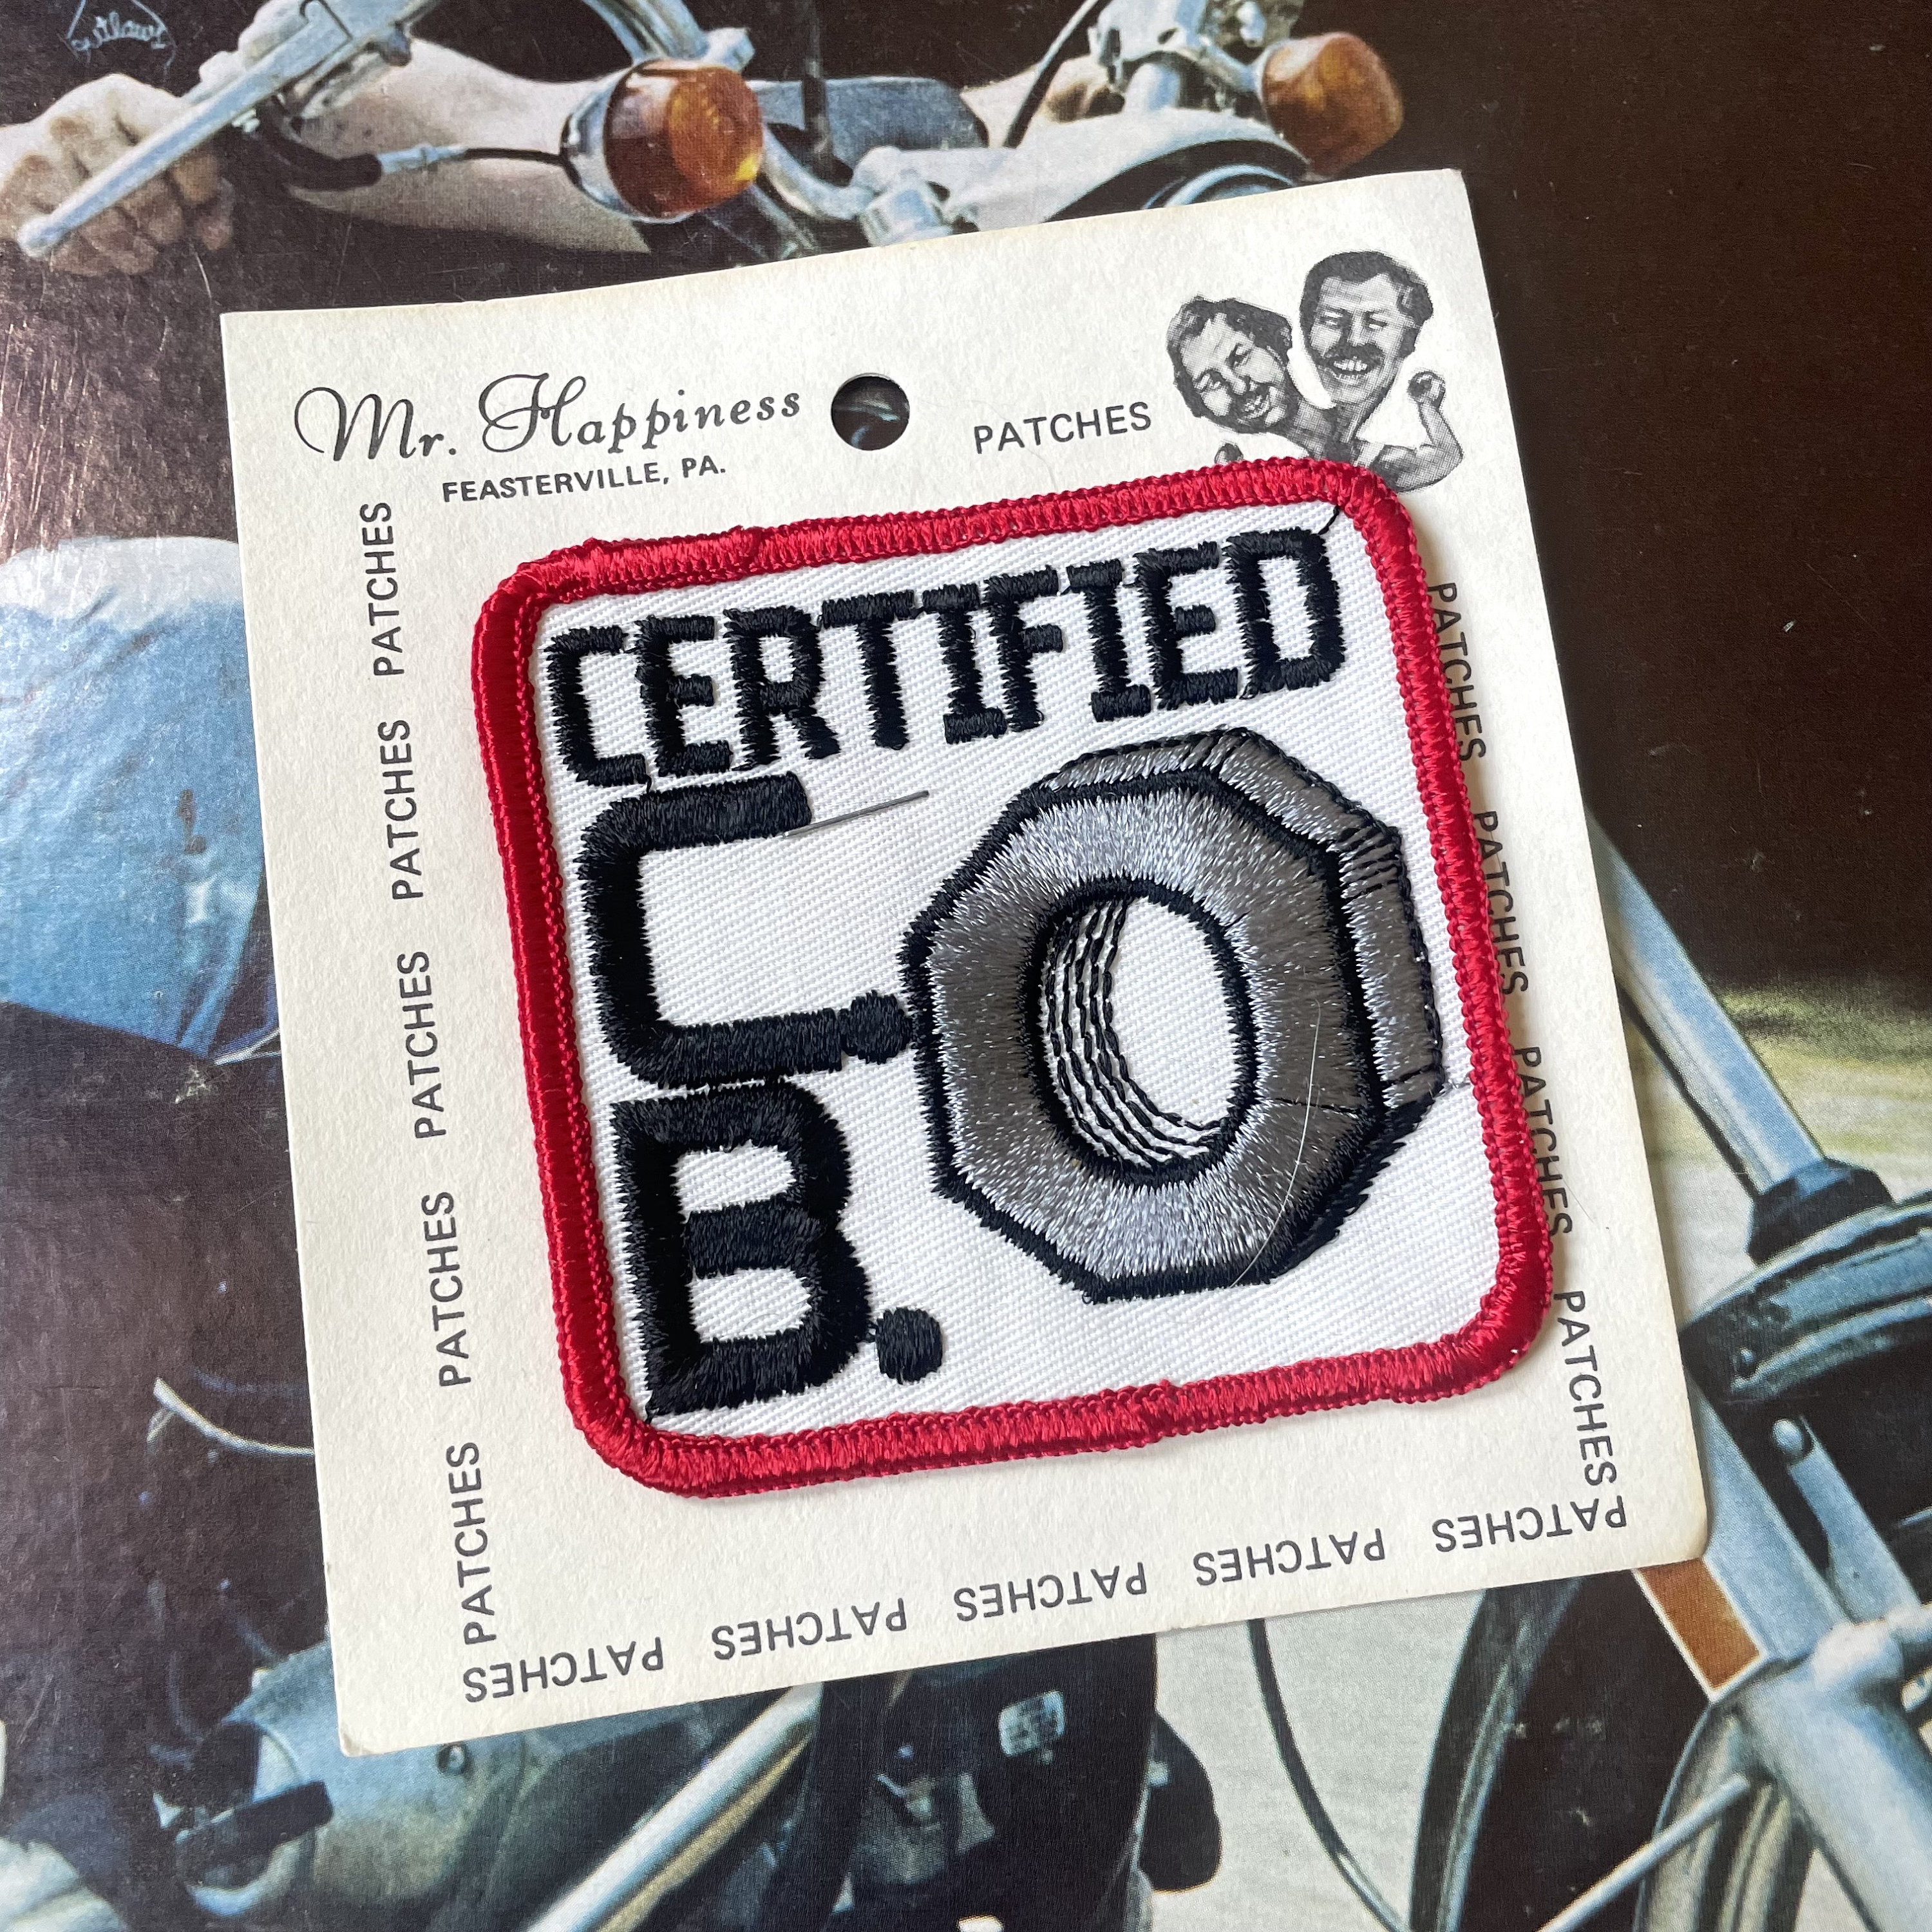 outlaws
Mr. Happiness
FEASTERVILLE, PA.
PATCHES
CERTIFIED
C.
B.
PATCHES PATCHES PATCHES PATCHES PATCHES
PATCHES PATCHES PATCHES PATCHES
PATCHES PATCHES PATCHES PATCHES PATCHES